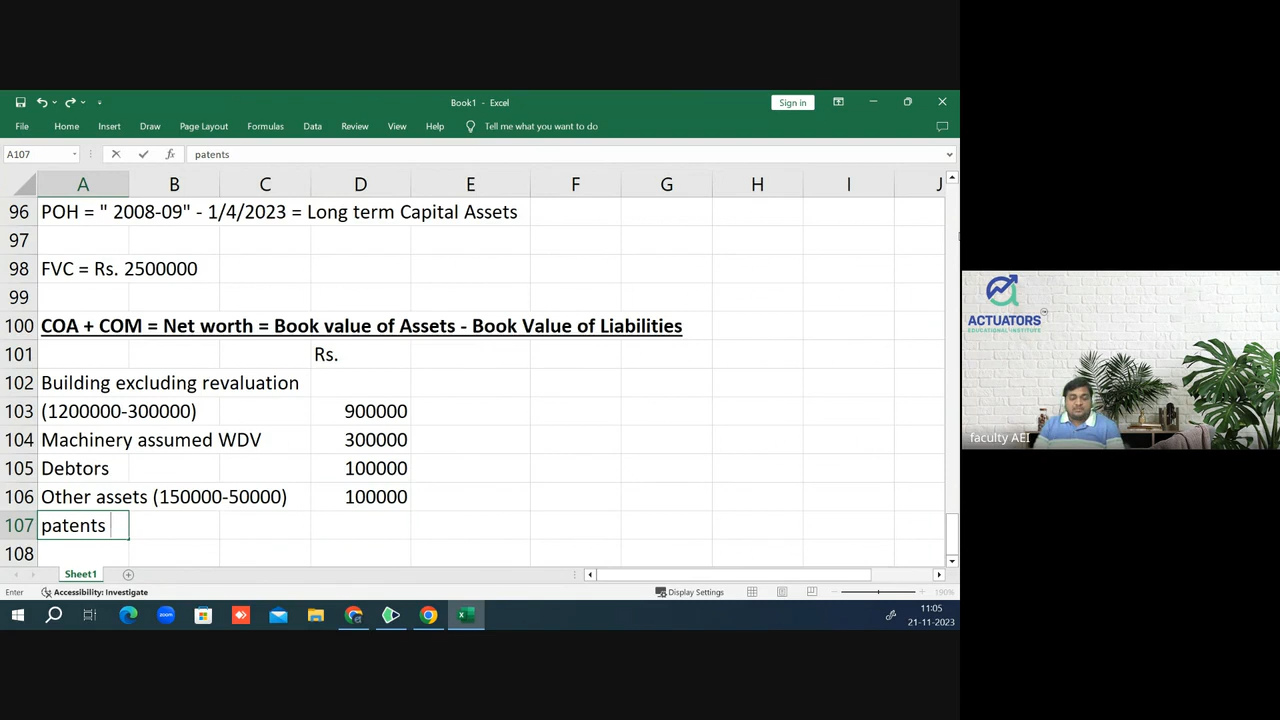 Book1 - Excel
Sign in
File Home Insert Draw Page Layout Formulas Data Review View Help Tell me what you want to do
A107 fx patents
A B C D E F G H I J
96 POH = " 2008-09" - 1/4/2023 = Long term Capital Assets
97
98 FVC = Rs. 2500000
99
100 COA + COM = Net worth = Book value of Assets - Book Value of Liabilities
101 Rs.
102 Building excluding revaluation
103 (1200000-300000) 900000
104 Machinery assumed WDV 300000
105 Debtors 100000
106 Other assets (150000-50000) 100000
107 patents
108
Sheet1
Enter Accessibility: Investigate Display Settings 190%
zoom
11:05
21-11-2023
ACTUATORS
EDUCATIONAL INSTITUTE
TM
faculty AEI